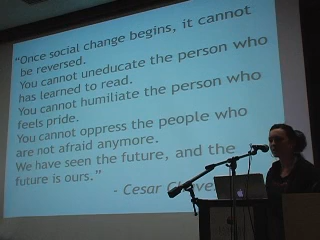 “Once social change begins, it cannot
be reversed.
You cannot uneducate the person who
has learned to read.
You cannot humiliate the person who
feels pride.
You cannot oppress the people who
are not afraid anymore.
We have seen the future, and the
future is ours.”
- Cesar